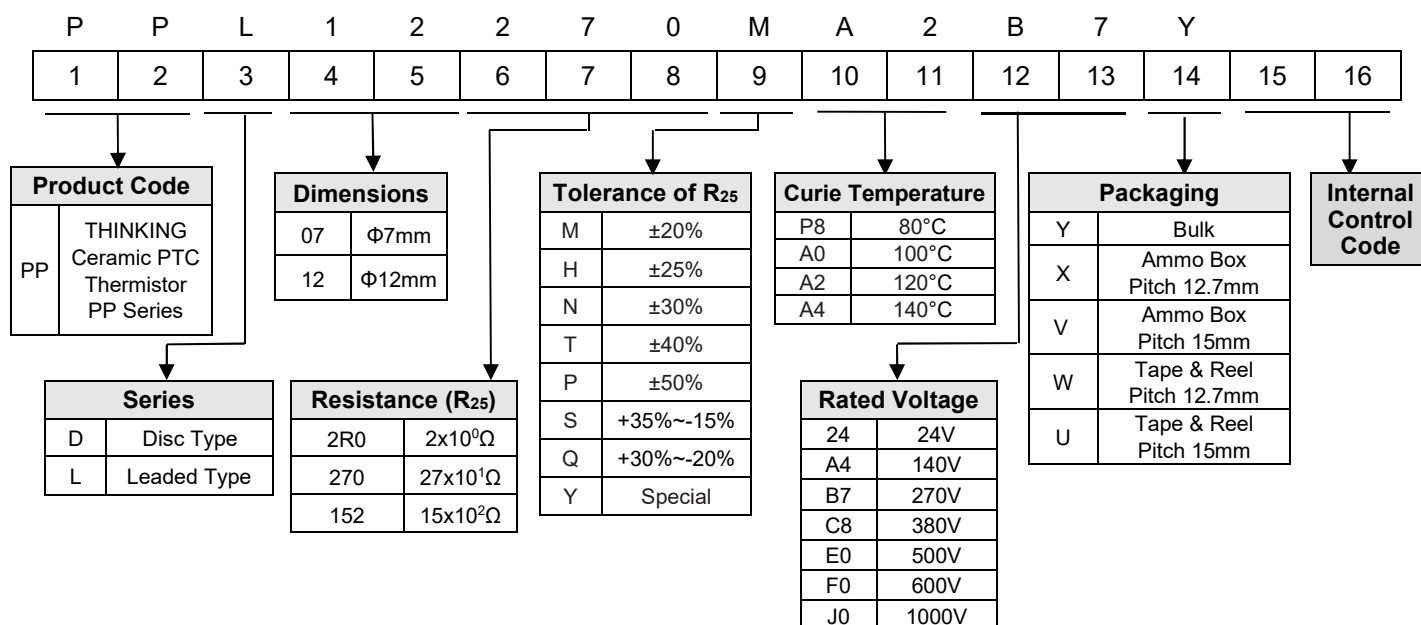 P P L 1 2 2 7 0 M A 2 B 7 Y
1 2 3 4 5 6 7 8 9 10 11 12 13 14 15 16
Product Code
PP
THINKING
Ceramic PTC
Thermistor
PP Series
Dimensions
07 Φ7mm
12 Φ12mm
Tolerance of R₂₅
M ±20%
H ±25%
N ±30%
T ±40%
P ±50%
S +35%~-15%
Q +30%~-20%
Y Special
Curie Temperature
P8 80°C
A0 100°C
A2 120°C
A4 140°C
Packaging
Y Bulk
X Ammo Box
Pitch 12.7mm
V Ammo Box
Pitch 15mm
W Tape & Reel
Pitch 12.7mm
U Tape & Reel
Pitch 15mm
Internal
Control
Code
Series
D Disc Type
L Leaded Type
Resistance (R₂₅)
2R0 2x10⁰Ω
270 27x10¹Ω
152 15x10²Ω
Rated Voltage
24 24V
A4 140V
B7 270V
C8 380V
E0 500V
F0 600V
J0 1000V